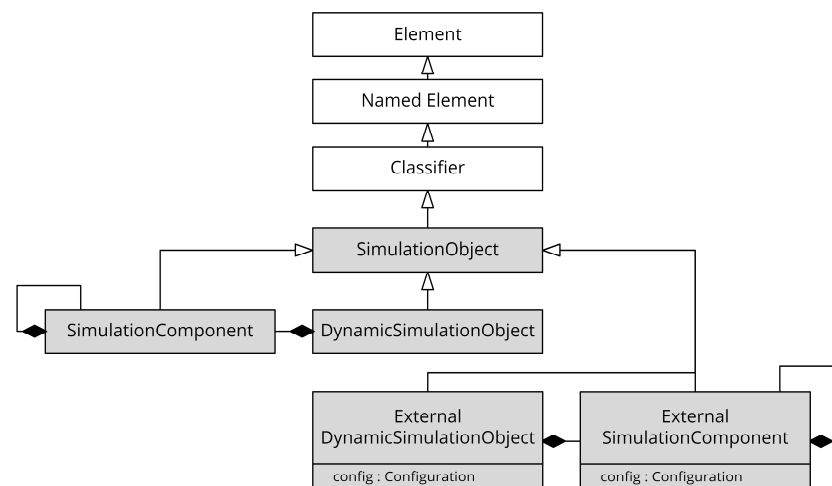 Element
Named Element
Classifier
SimulationObject
SimulationComponent
DynamicSimulationObject
External
DynamicSimulationObject
config : Configuration
External
SimulationComponent
config : Configuration